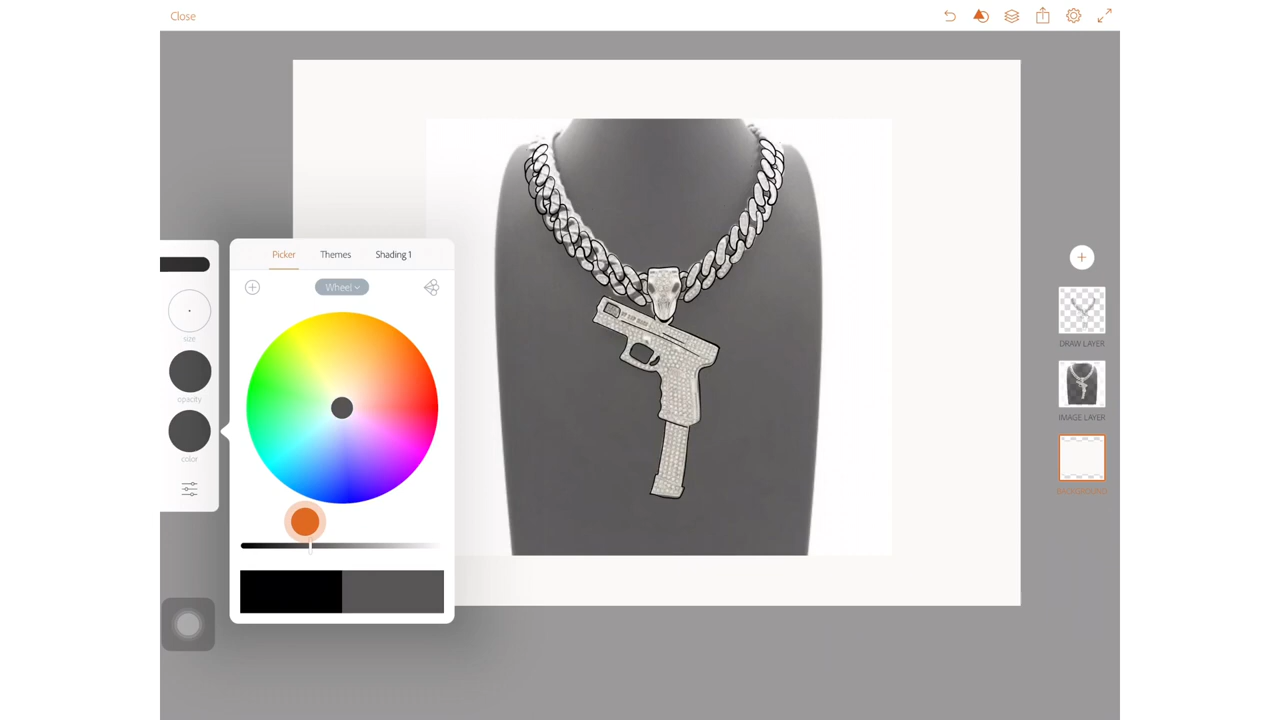 Close
Picker Themes Shading 1
Wheel
size
opacity
color
DRAW LAYER
IMAGE LAYER
BACKGROUND